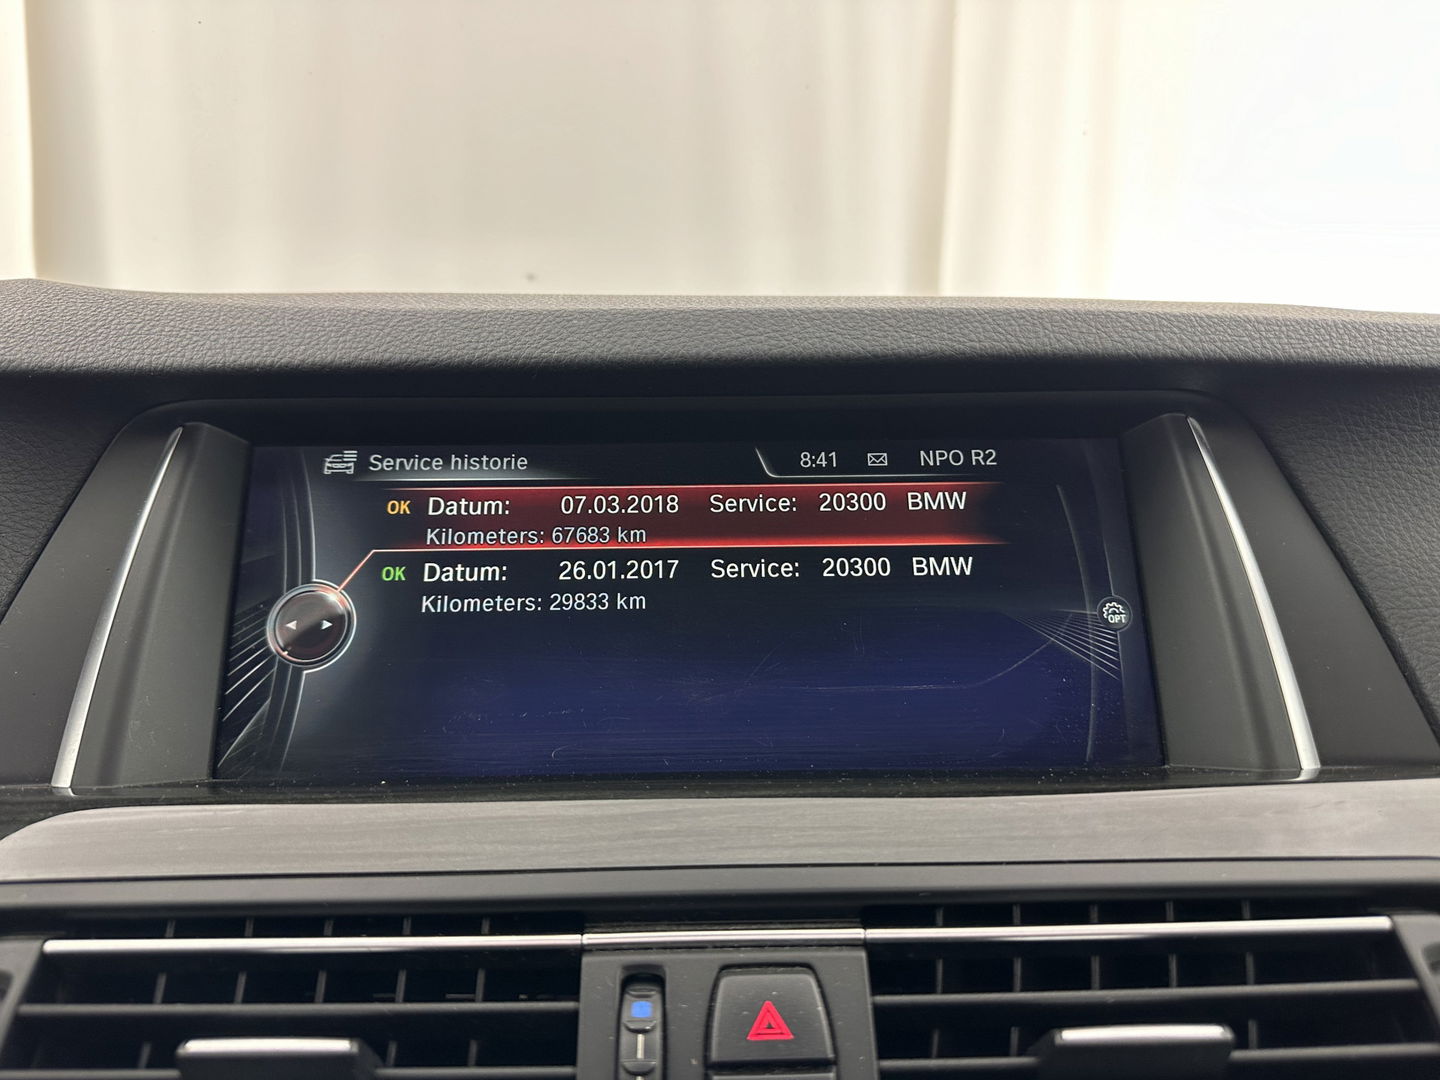 Service historie 8:41 NPO R2
OK Datum: 07.03.2018 Service: 20300 BMW
Kilometers: 67683 km
OK Datum: 26.01.2017 Service: 20300 BMW
Kilometers: 29833 km
OPT